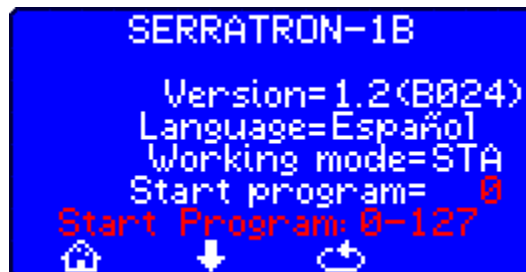 SERRATRON-1B
Version=1.2(B024)
Language=Español
Working mode=STA
Start program= 0
Start Program: 0-127